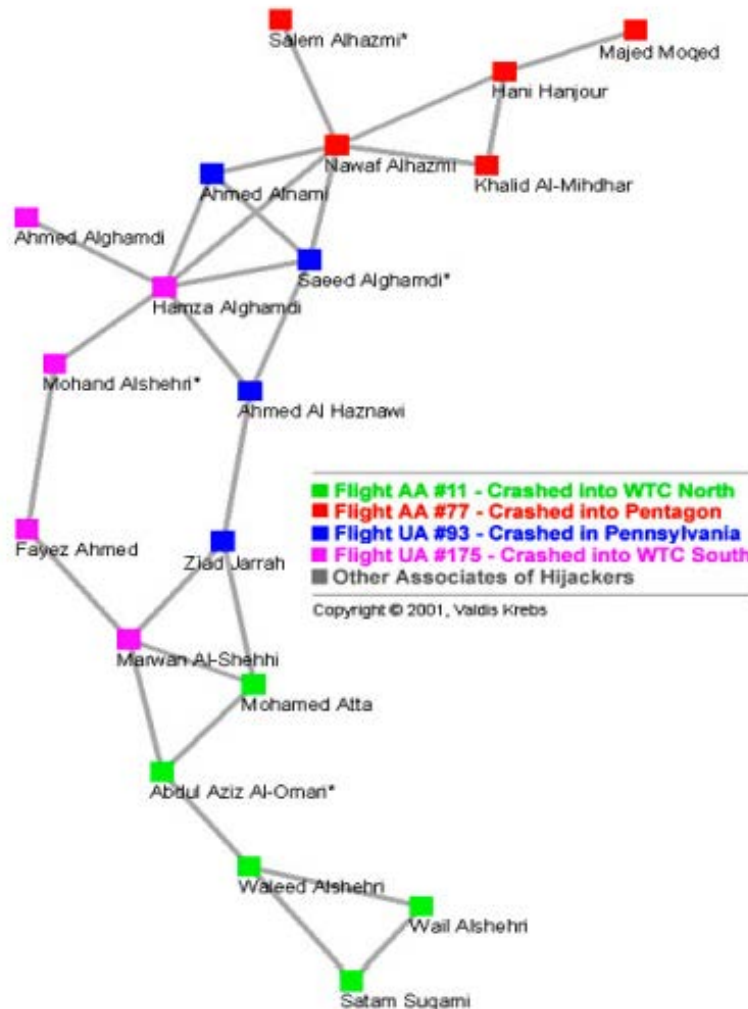 Salem Alhazmi*
Majed Moqed
Hani Hanjour
Nawaf Alhazmi
Khalid Al-Mihdhar
Ahmed Alnami
Ahmed Alghamdi
Saeed Alghamdi*
Hamza Alghamdi
Mohand Alshehri*
Ahmed Al Haznawi
Flight AA #11 - Crashed into WTC North
Flight AA #77 - Crashed into Pentagon
Flight UA #93 - Crashed in Pennsylvania
Flight UA #175 - Crashed into WTC South
Other Associates of Hijackers
Copyright © 2001, Valdis Krebs
Fayez Ahmed
Ziad Jarrah
Marwan Al-Shehhi
Mohamed Atta
Abdul Aziz Al-Omari*
Waleed Alshehri
Wail Alshehri
Satam Suqami